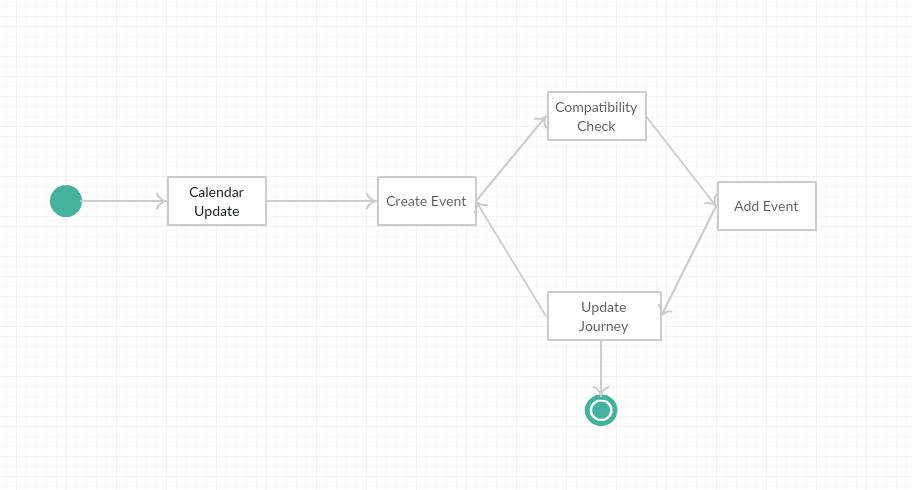 Calendar
Update
Create Event
Compatibility
Check
Add Event
Update
Journey